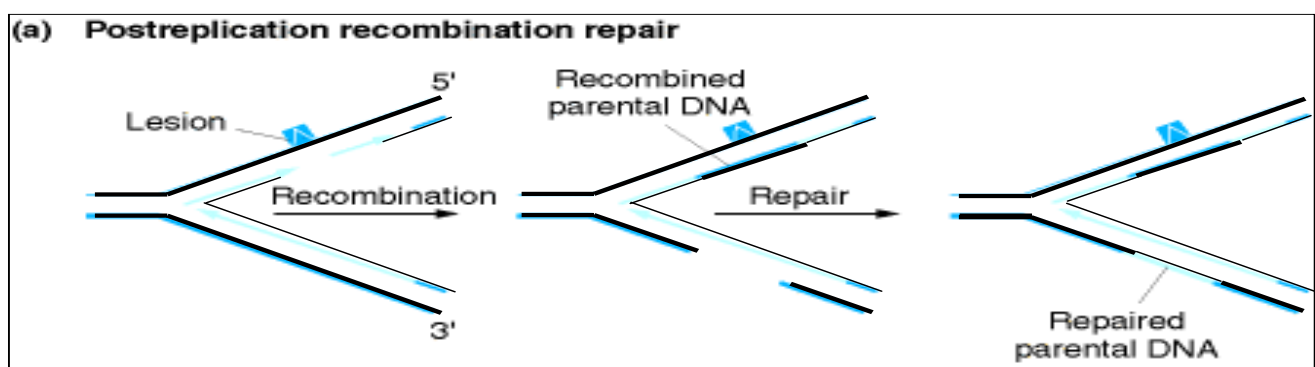 (a) Postreplication recombination repair
5'
Lesion
Recombined
parental DNA
Recombination
Repair
3'
Repaired
parental DNA